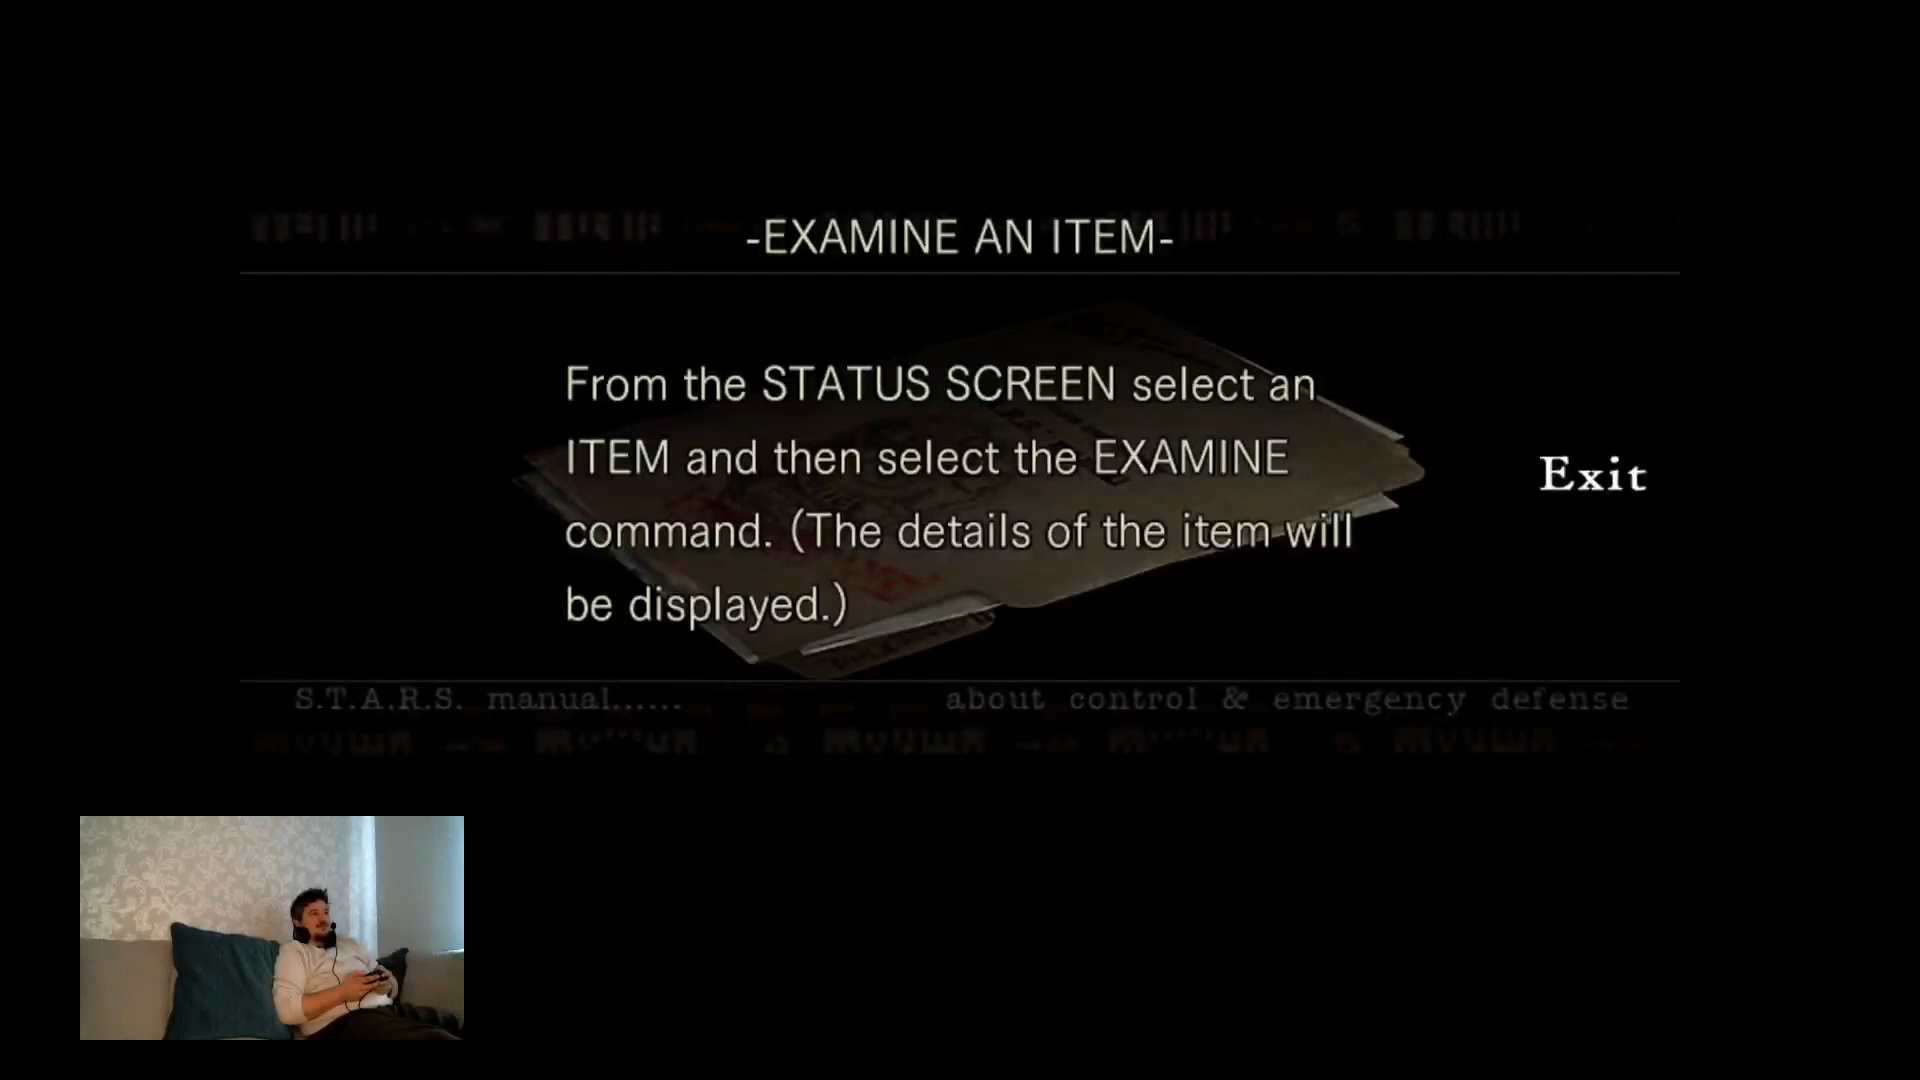 -EXAMINE AN ITEM-
From the STATUS SCREEN select an
ITEM and then select the EXAMINE
command. (The details of the item will
be displayed.)
Exit
S.T.A.R.S. manual......
about control & emergency defense